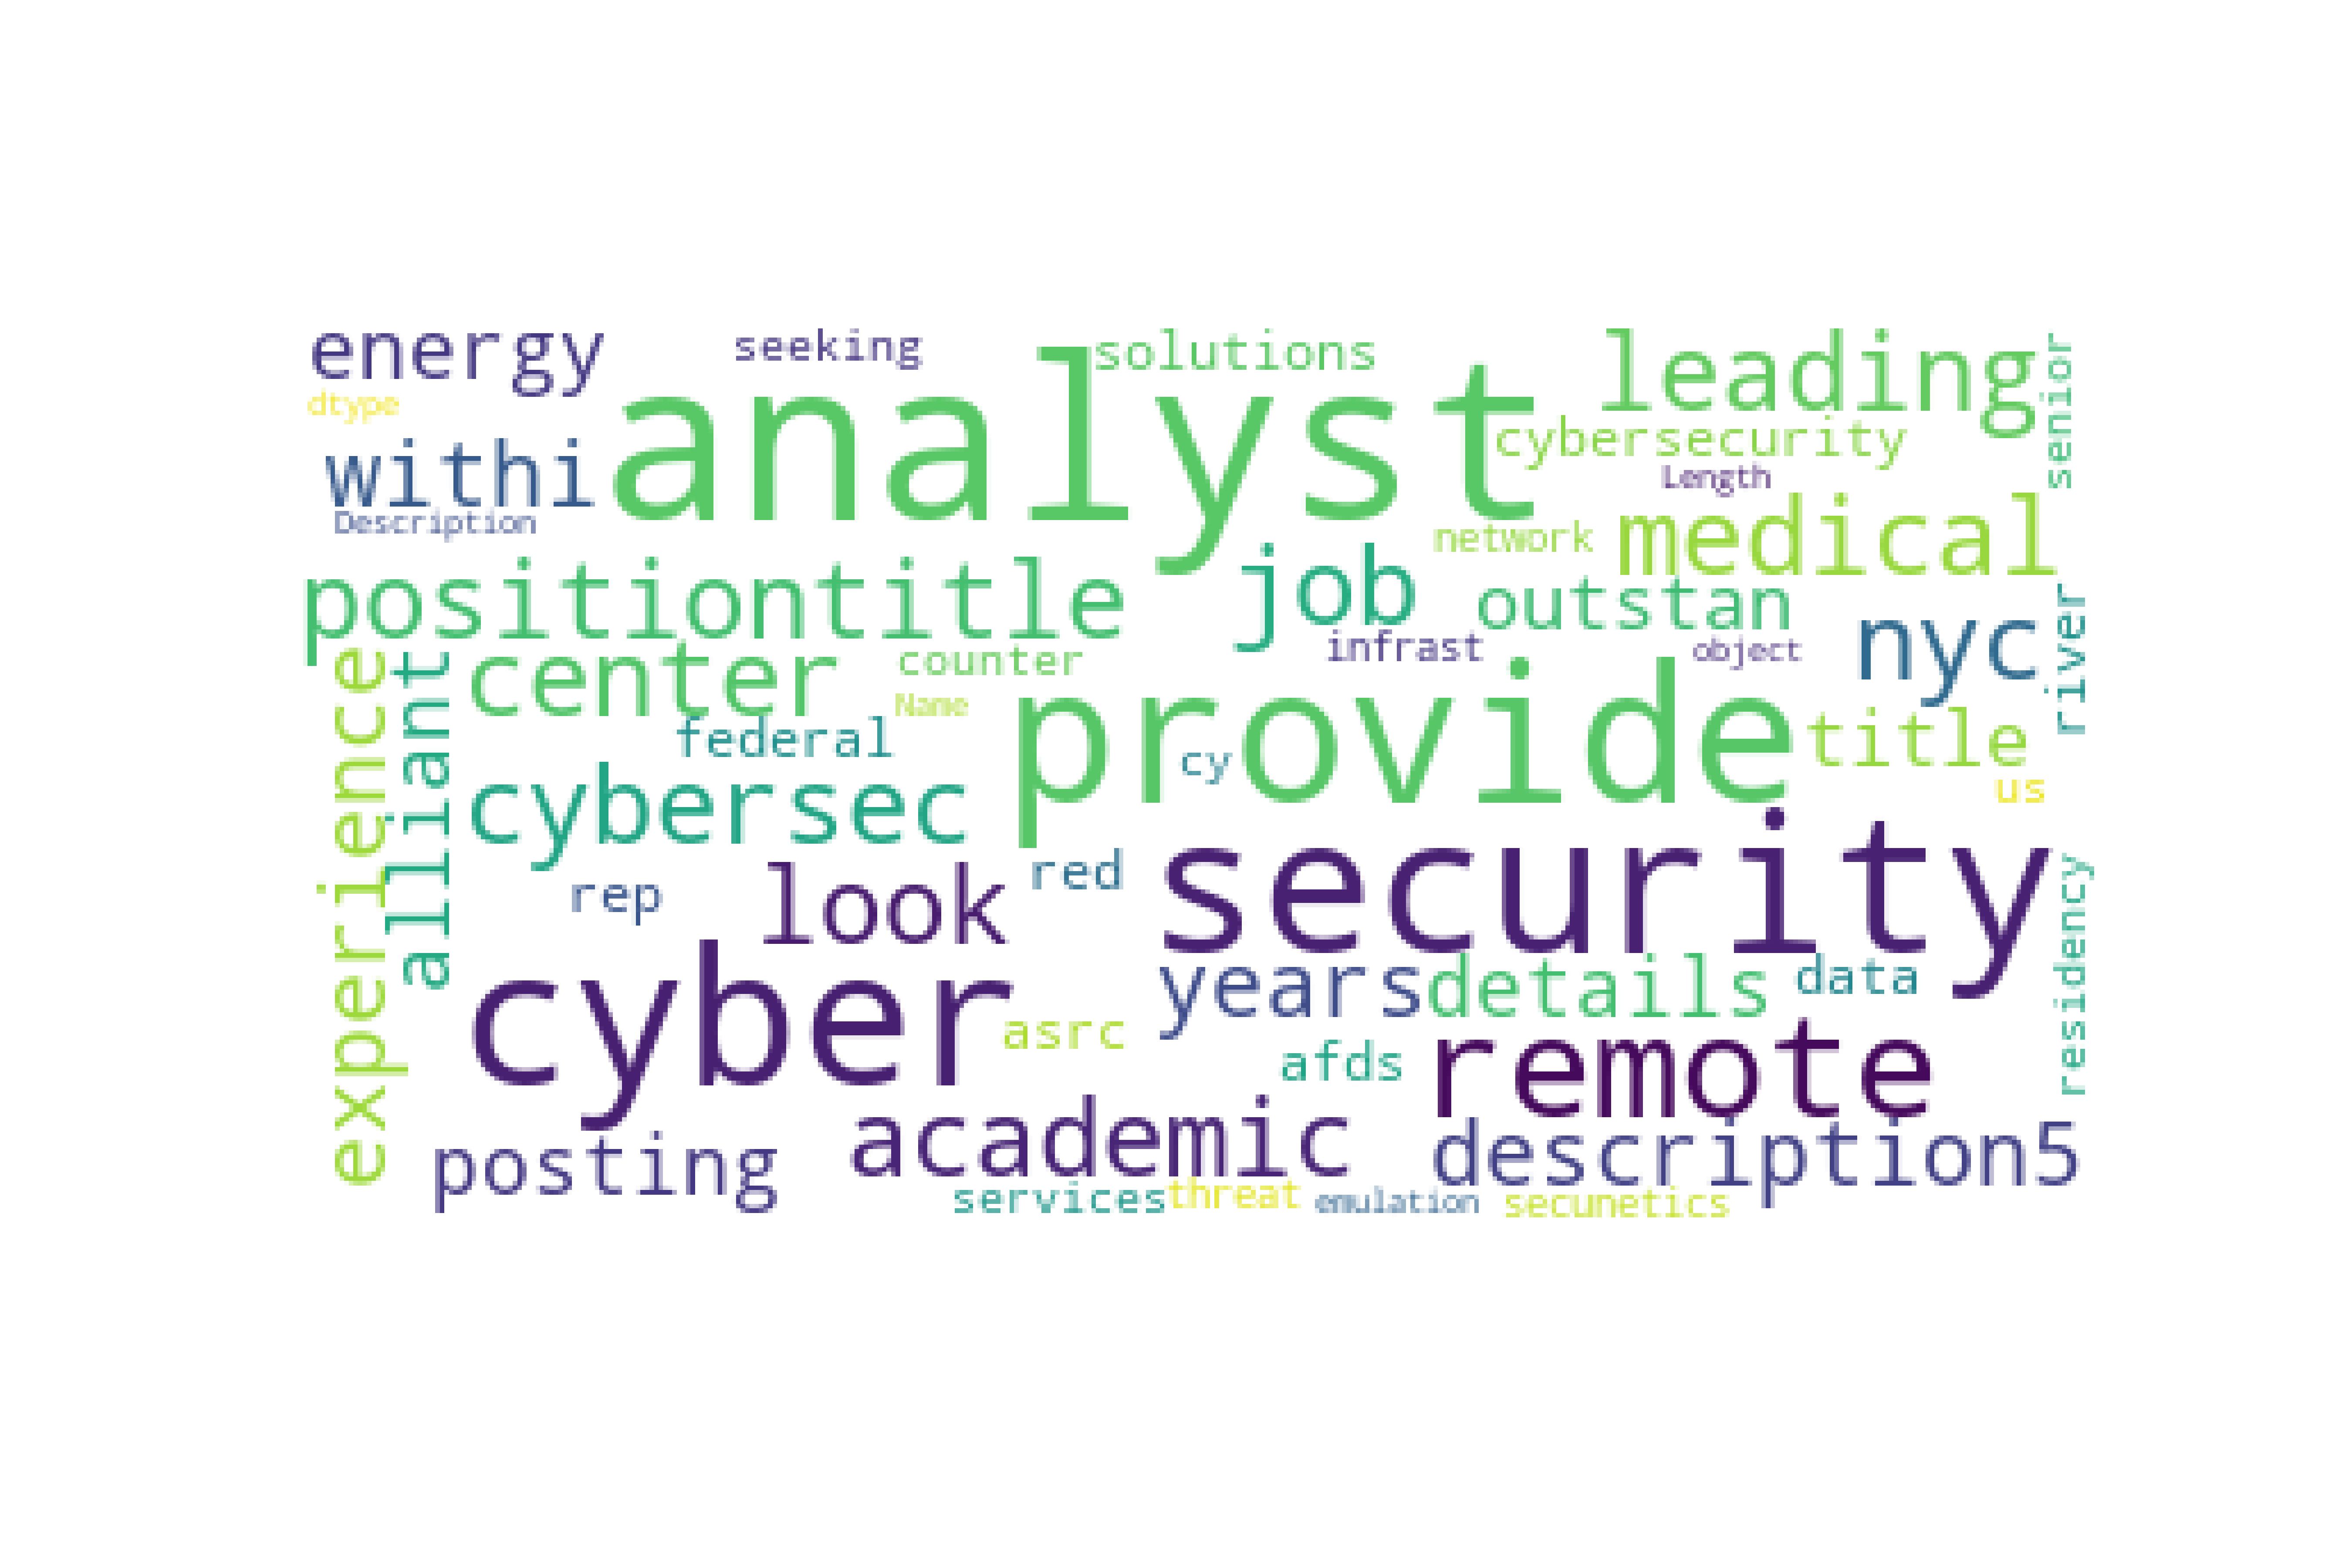 energy
seeking
solutions
leading
senior
dtype
analyst
cybersecurity
withi
Length
Description
network
medical
positiontitle
job
outstan
nyc
river
experience
alliant
center
counter
infrast
object
Name
provide
federal
cy
title
us
cybersec
security
look
red
rep
residency
cyber
years
details
data
asrc
afds
remote
posting
academic
description5
services
threat
emulation
secunetics